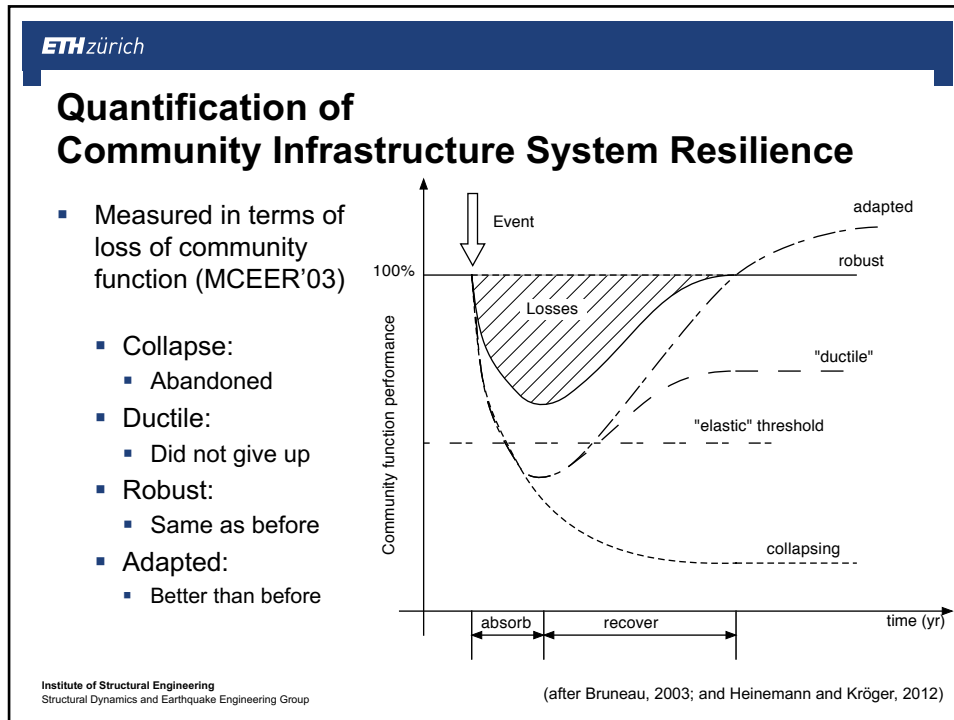 ETH zürich
Quantification of
Community Infrastructure System Resilience
▪ Measured in terms of
loss of community
function (MCEER'03)
▪ Collapse:
▪ Abandoned
▪ Ductile:
▪ Did not give up
▪ Robust:
▪ Same as before
▪ Adapted:
▪ Better than before
Event
adapted
100%
robust
Losses
"ductile"
"elastic" threshold
Community function performance
collapsing
time (yr)
absorb
recover
Institute of Structural Engineering
Structural Dynamics and Earthquake Engineering Group
(after Bruneau, 2003; and Heinemann and Kröger, 2012)